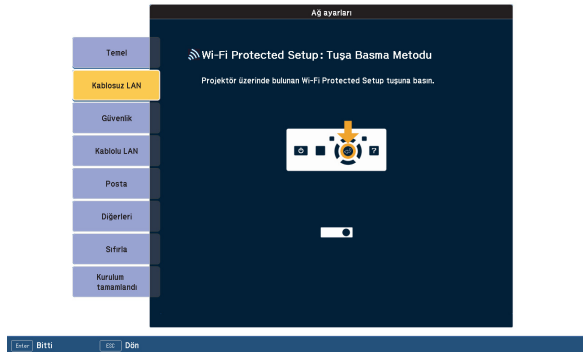 Ağ ayarları
Temel
Kablosuz LAN
Güvenlik
Kablolu LAN
Posta
Diğerleri
Sıfırla
Kurulum
tamamlandı
Wi-Fi Protected Setup: Tuşa Basma Metodu
Projektör üzerinde bulunan Wi-Fi Protected Setup tuşuna basın.
?
Enter Bitti
ESC Dön